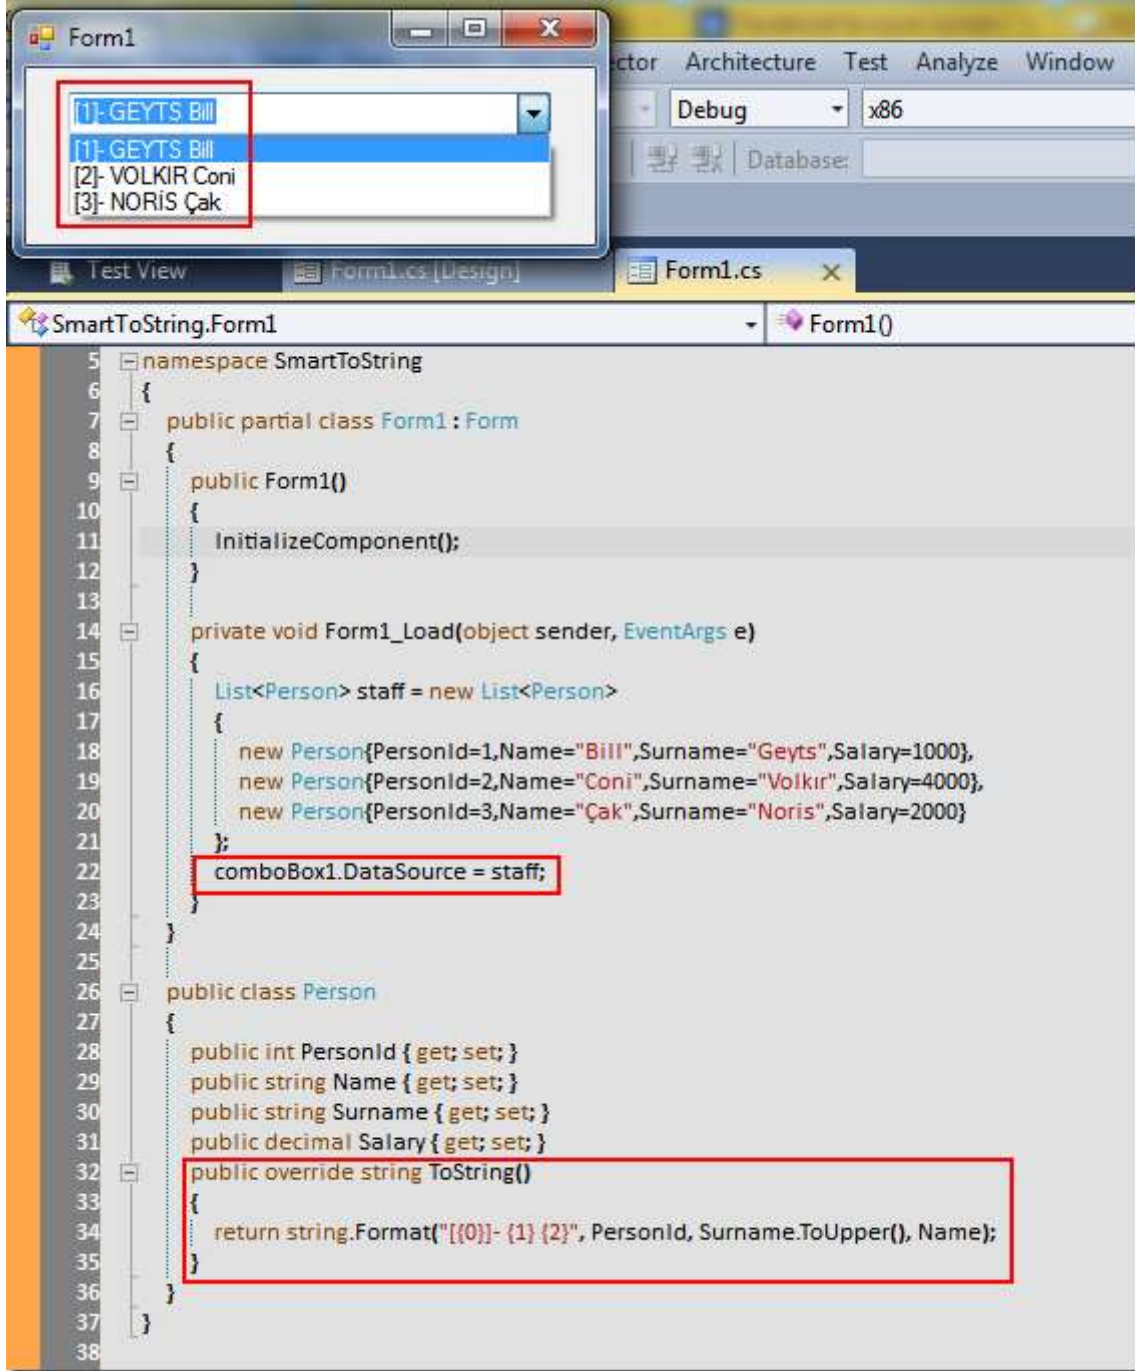 Form1
ctor Architecture Test Analyze Window
[1]- GEYTS Bill
Debug x86
[1]- GEYTS Bill
Database:
[2]- VOLKIR Coni
[3]- NORİS Çak
Test View Form1.cs [Design] Form1.cs
SmartToString.Form1 Form1()
5 namespace SmartToString
6 {
7 public partial class Form1 : Form
8 {
9 public Form1()
10 {
11 InitializeComponent();
12 }
13
14 private void Form1_Load(object sender, EventArgs e)
15 {
16 List<Person> staff = new List<Person>
17 {
18 new Person{PersonId=1,Name="Bill",Surname="Geyts",Salary=1000},
19 new Person{PersonId=2,Name="Coni",Surname="Volkır",Salary=4000},
20 new Person{PersonId=3,Name="Çak",Surname="Noris",Salary=2000}
21 };
22 comboBox1.DataSource = staff;
23 }
24 }
25
26 public class Person
27 {
28 public int PersonId { get; set; }
29 public string Name { get; set; }
30 public string Surname { get; set; }
31 public decimal Salary { get; set; }
32 public override string ToString()
33 {
34 return string.Format("[{0}]- {1} {2}", PersonId, Surname.ToUpper(), Name);
35 }
36 }
37 }
38